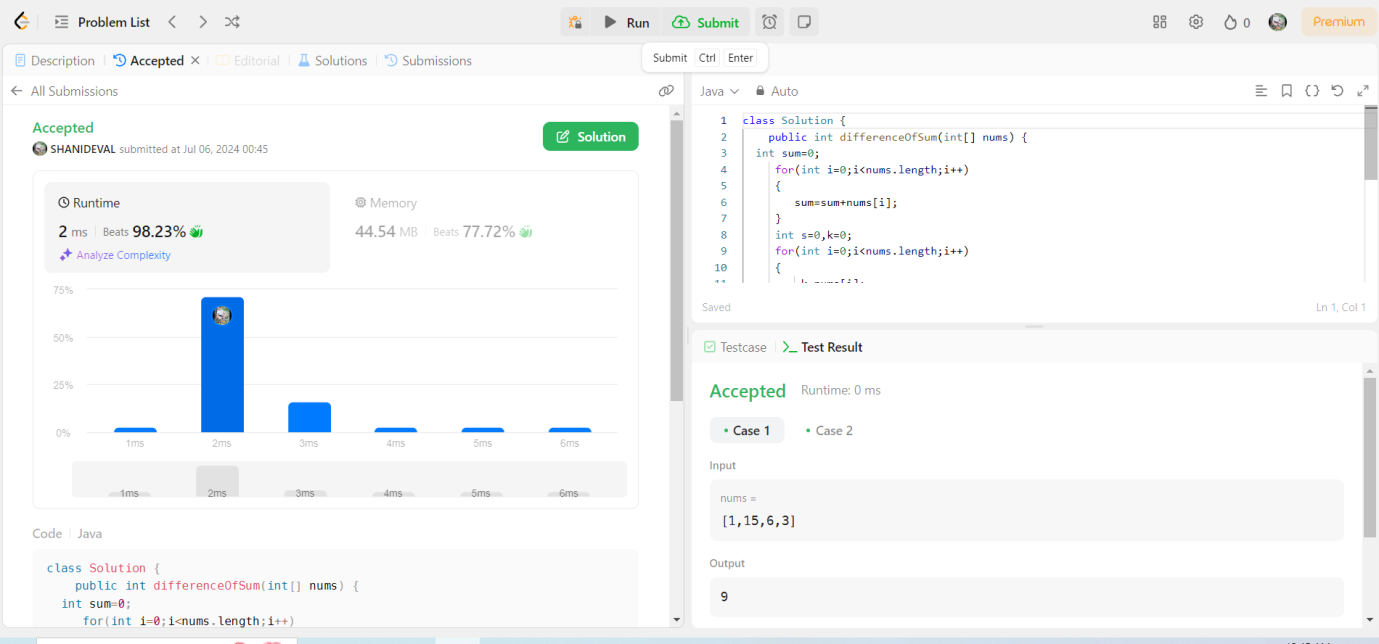 Problem List
Run
Submit
0
Premium
Description
Accepted
Editorial
Solutions
Submissions
Submit Ctrl Enter
All Submissions
Accepted
SHANIDEVAL submitted at Jul 06, 2024 00:45
Solution
Runtime
2 ms Beats 98.23%
Analyze Complexity
Memory
44.54 MB Beats 77.72%
75%
50%
25%
0%
1ms 2ms 3ms 4ms 5ms 6ms
1ms 2ms 3ms 4ms 5ms 6ms
Code Java
class Solution {
public int differenceOfSum(int[] nums) {
int sum=0;
for(int i=0;i<nums.length;i++)
Java Auto
1 class Solution {
2 public int differenceOfSum(int[] nums) {
3 int sum=0;
4 for(int i=0;i<nums.length;i++)
5 {
6 sum=sum+nums[i];
7 }
8 int s=0,k=0;
9 for(int i=0;i<nums.length;i++)
10 {
11
Saved
Ln 1, Col 1
Testcase
Test Result
Accepted Runtime: 0 ms
Case 1 Case 2
Input
nums =
[1,15,6,3]
Output
9